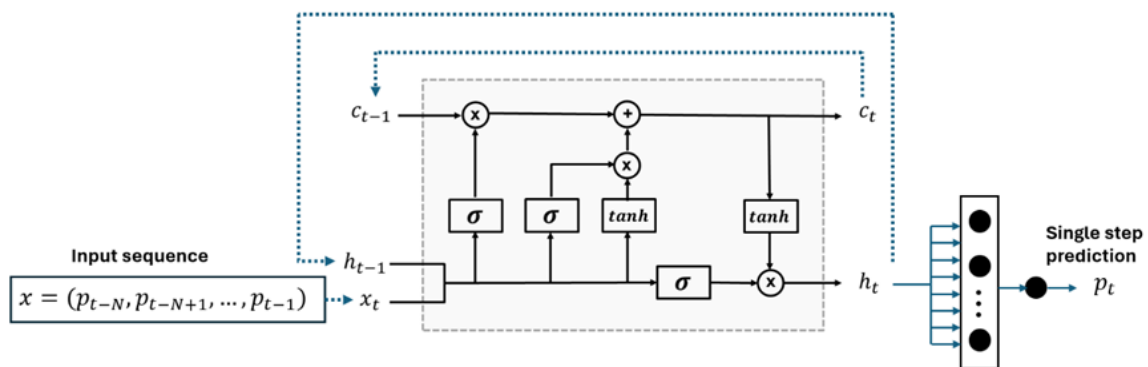 c_{t-1}
x
+
c_t
x
σ
σ
tanh
tanh
Input sequence
x = (p_{t-N}, p_{t-N+1}, …, p_{t-1})
h_{t-1}
x_t
σ
x
h_t
Single step
prediction
p_t